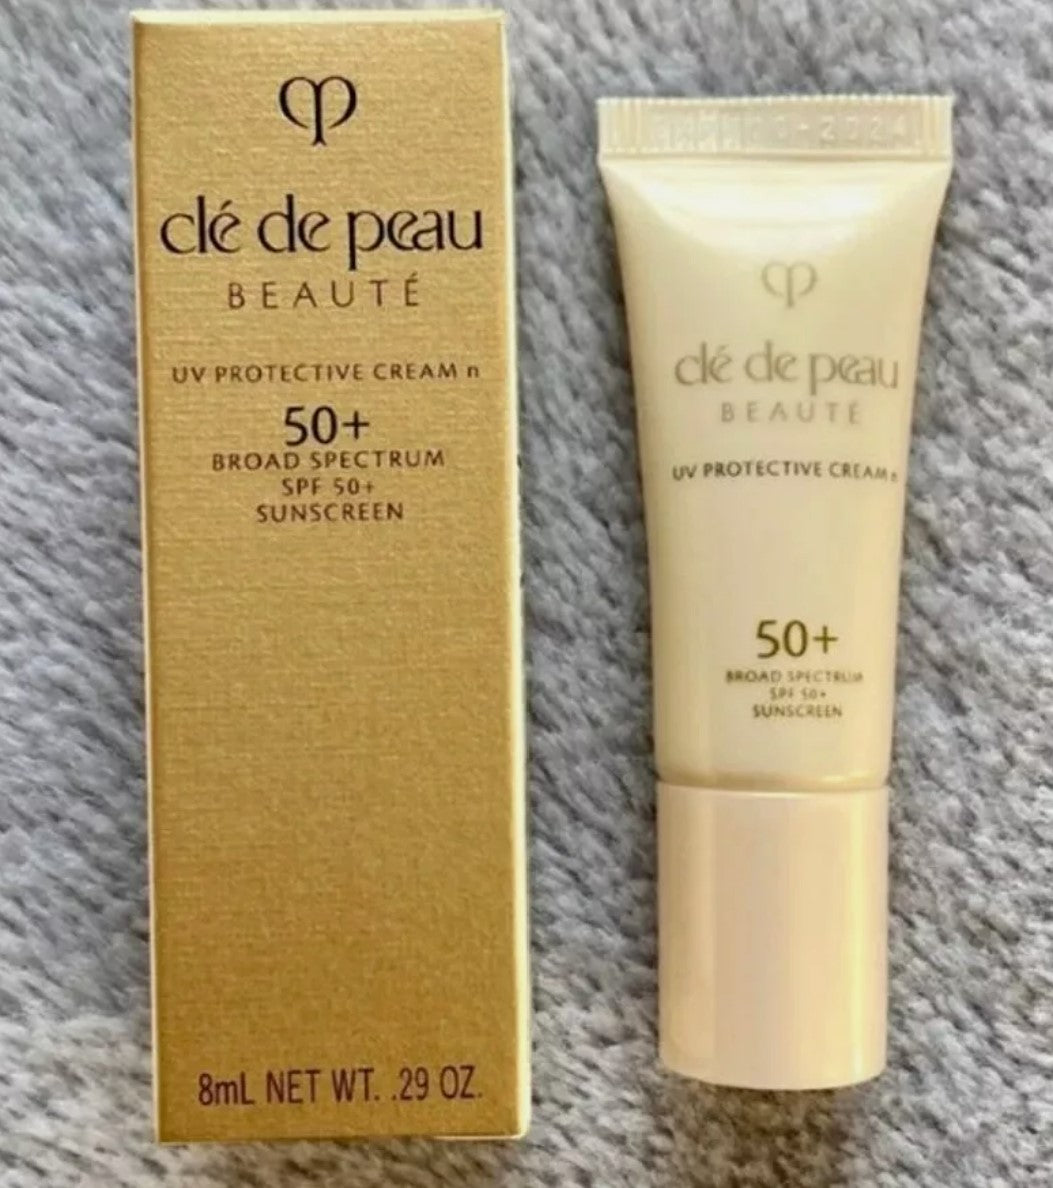 clé de peau
BEAUTÉ
UV PROTECTIVE CREAM n
50+
BROAD SPECTRUM
SPF 50+
SUNSCREEN
8mL NET WT. .29 OZ.
clé de peau
BEAUTÉ
UV PROTECTIVE CREAM n
50+
BROAD SPECTRUM
SPF 50+
SUNSCREEN